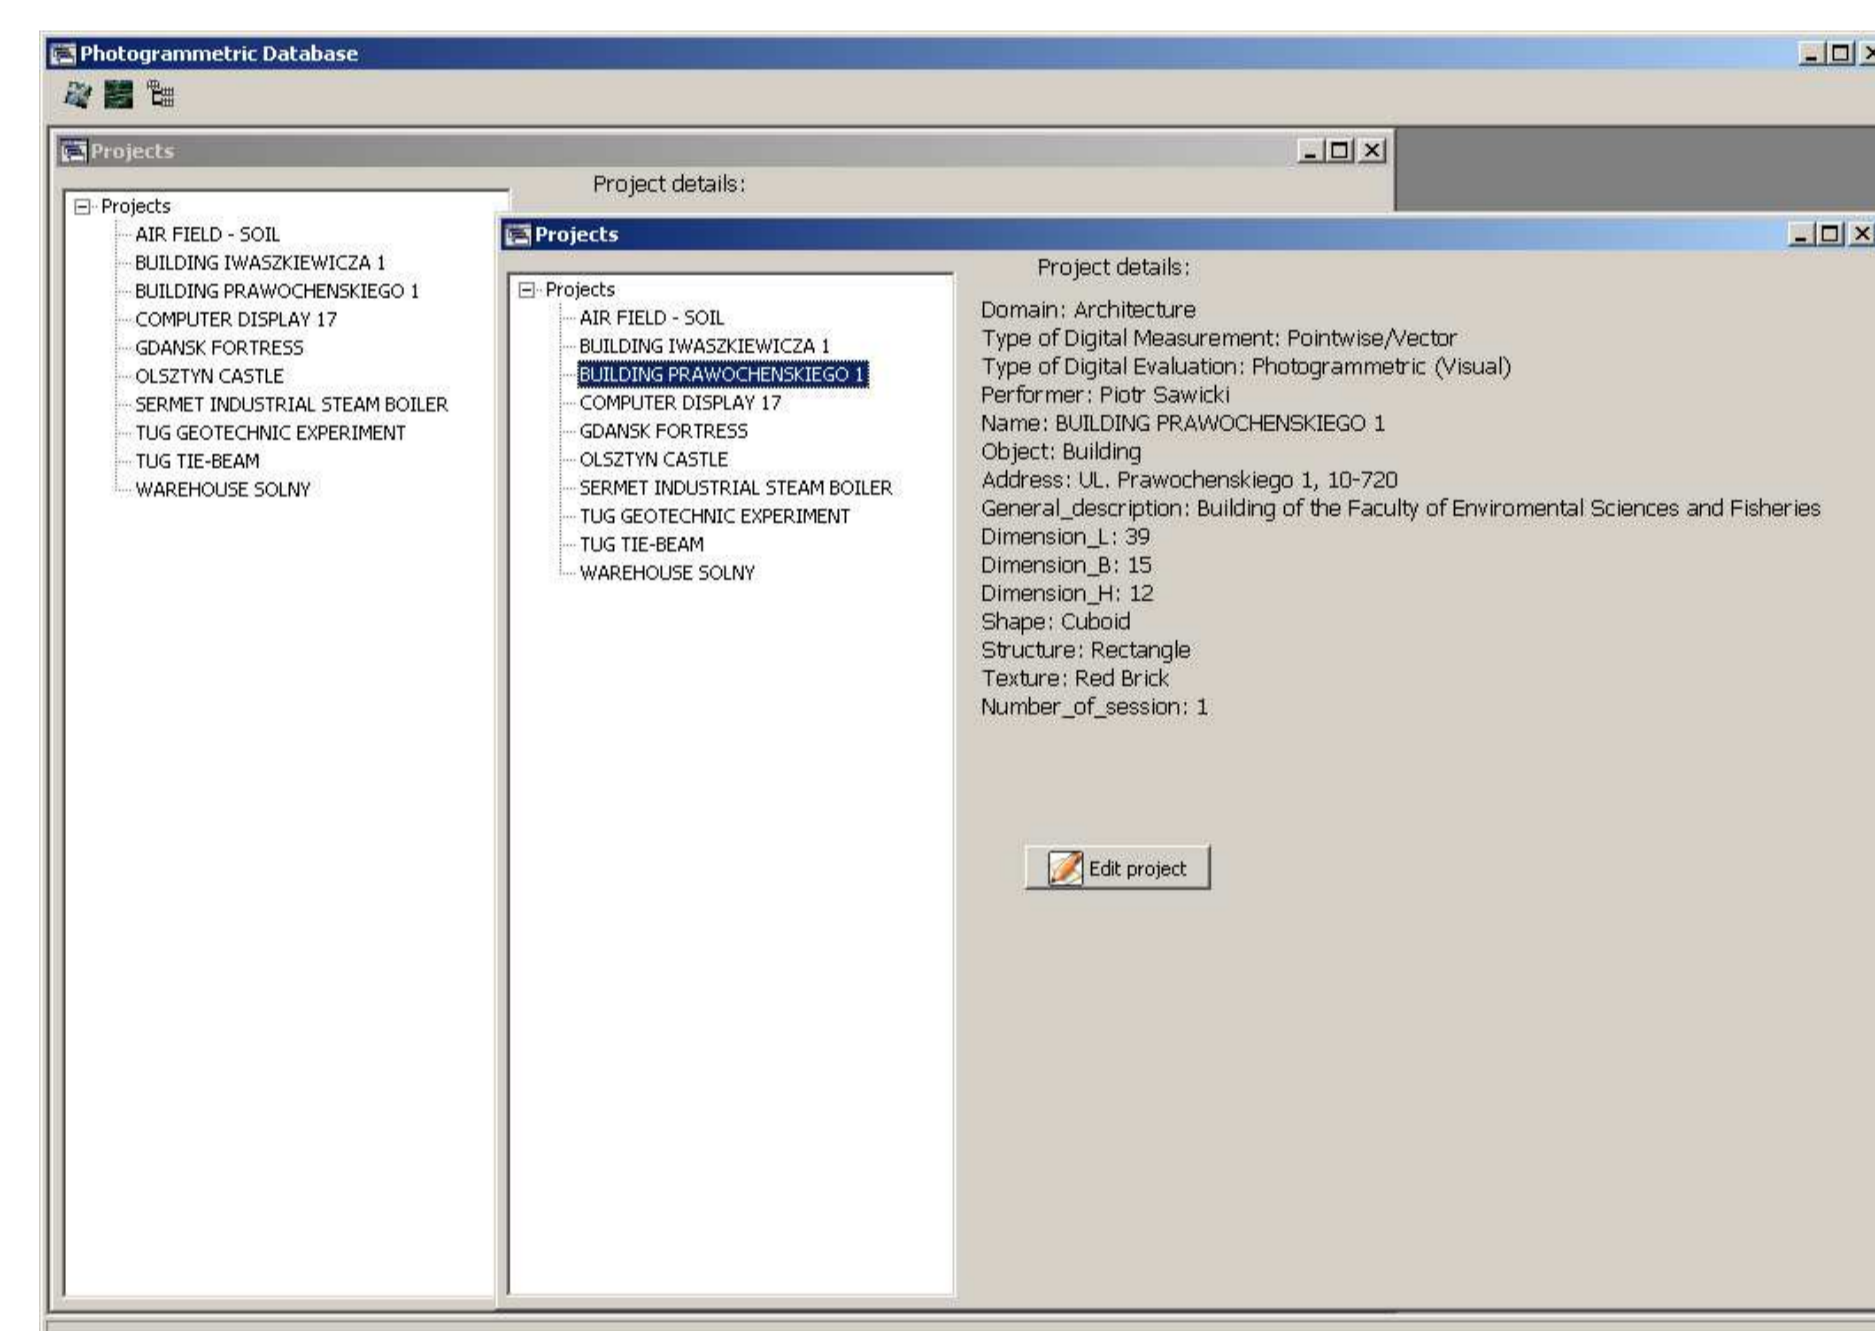 Photogrammetric Database
Projects
Project details:
Projects
AIR FIELD - SOIL
BUILDING IWASZKIEWICZA 1
BUILDING PRAWOCHENSKIEGO 1
COMPUTER DISPLAY 17
GDANSK FORTRESS
OLSZTYN CASTLE
SERMET INDUSTRIAL STEAM BOILER
TUG GEOTECHNIC EXPERIMENT
TUG TIE-BEAM
WAREHOUSE SOLNY
Projects
Projects
AIR FIELD - SOIL
BUILDING IWASZKIEWICZA 1
BUILDING PRAWOCHENSKIEGO 1
COMPUTER DISPLAY 17
GDANSK FORTRESS
OLSZTYN CASTLE
SERMET INDUSTRIAL STEAM BOILER
TUG GEOTECHNIC EXPERIMENT
TUG TIE-BEAM
WAREHOUSE SOLNY
Project details:
Domain: Architecture
Type of Digital Measurement: Pointwise/Vector
Type of Digital Evaluation: Photogrammetric (Visual)
Performer: Piotr Sawicki
Name: BUILDING PRAWOCHENSKIEGO 1
Object: Building
Address: UL. Prawochenskiego 1, 10-720
General_description: Building of the Faculty of Enviromental Sciences and Fisheries
Dimension_L: 39
Dimension_B: 15
Dimension_H: 12
Shape: Cuboid
Structure: Rectangle
Texture: Red Brick
Number_of_session: 1
Edit project